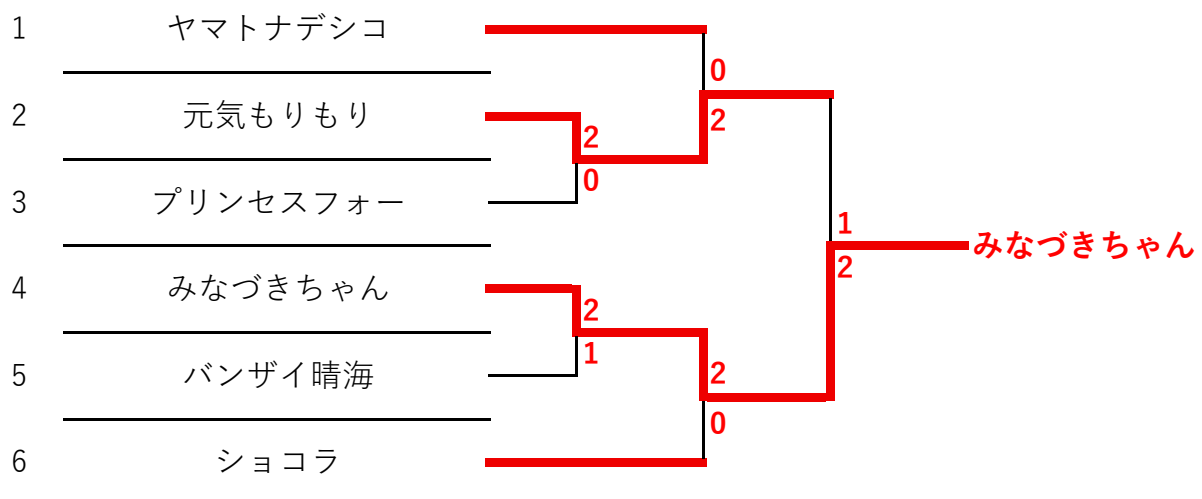 1 ヤマトナデシコ
0
2 元気もりもり
2
2
0
3 プリンセスフォー
1
みなづきちゃん
2
4 みなづきちゃん
2
1
5 バンザイ晴海
2
0
6 ショコラ